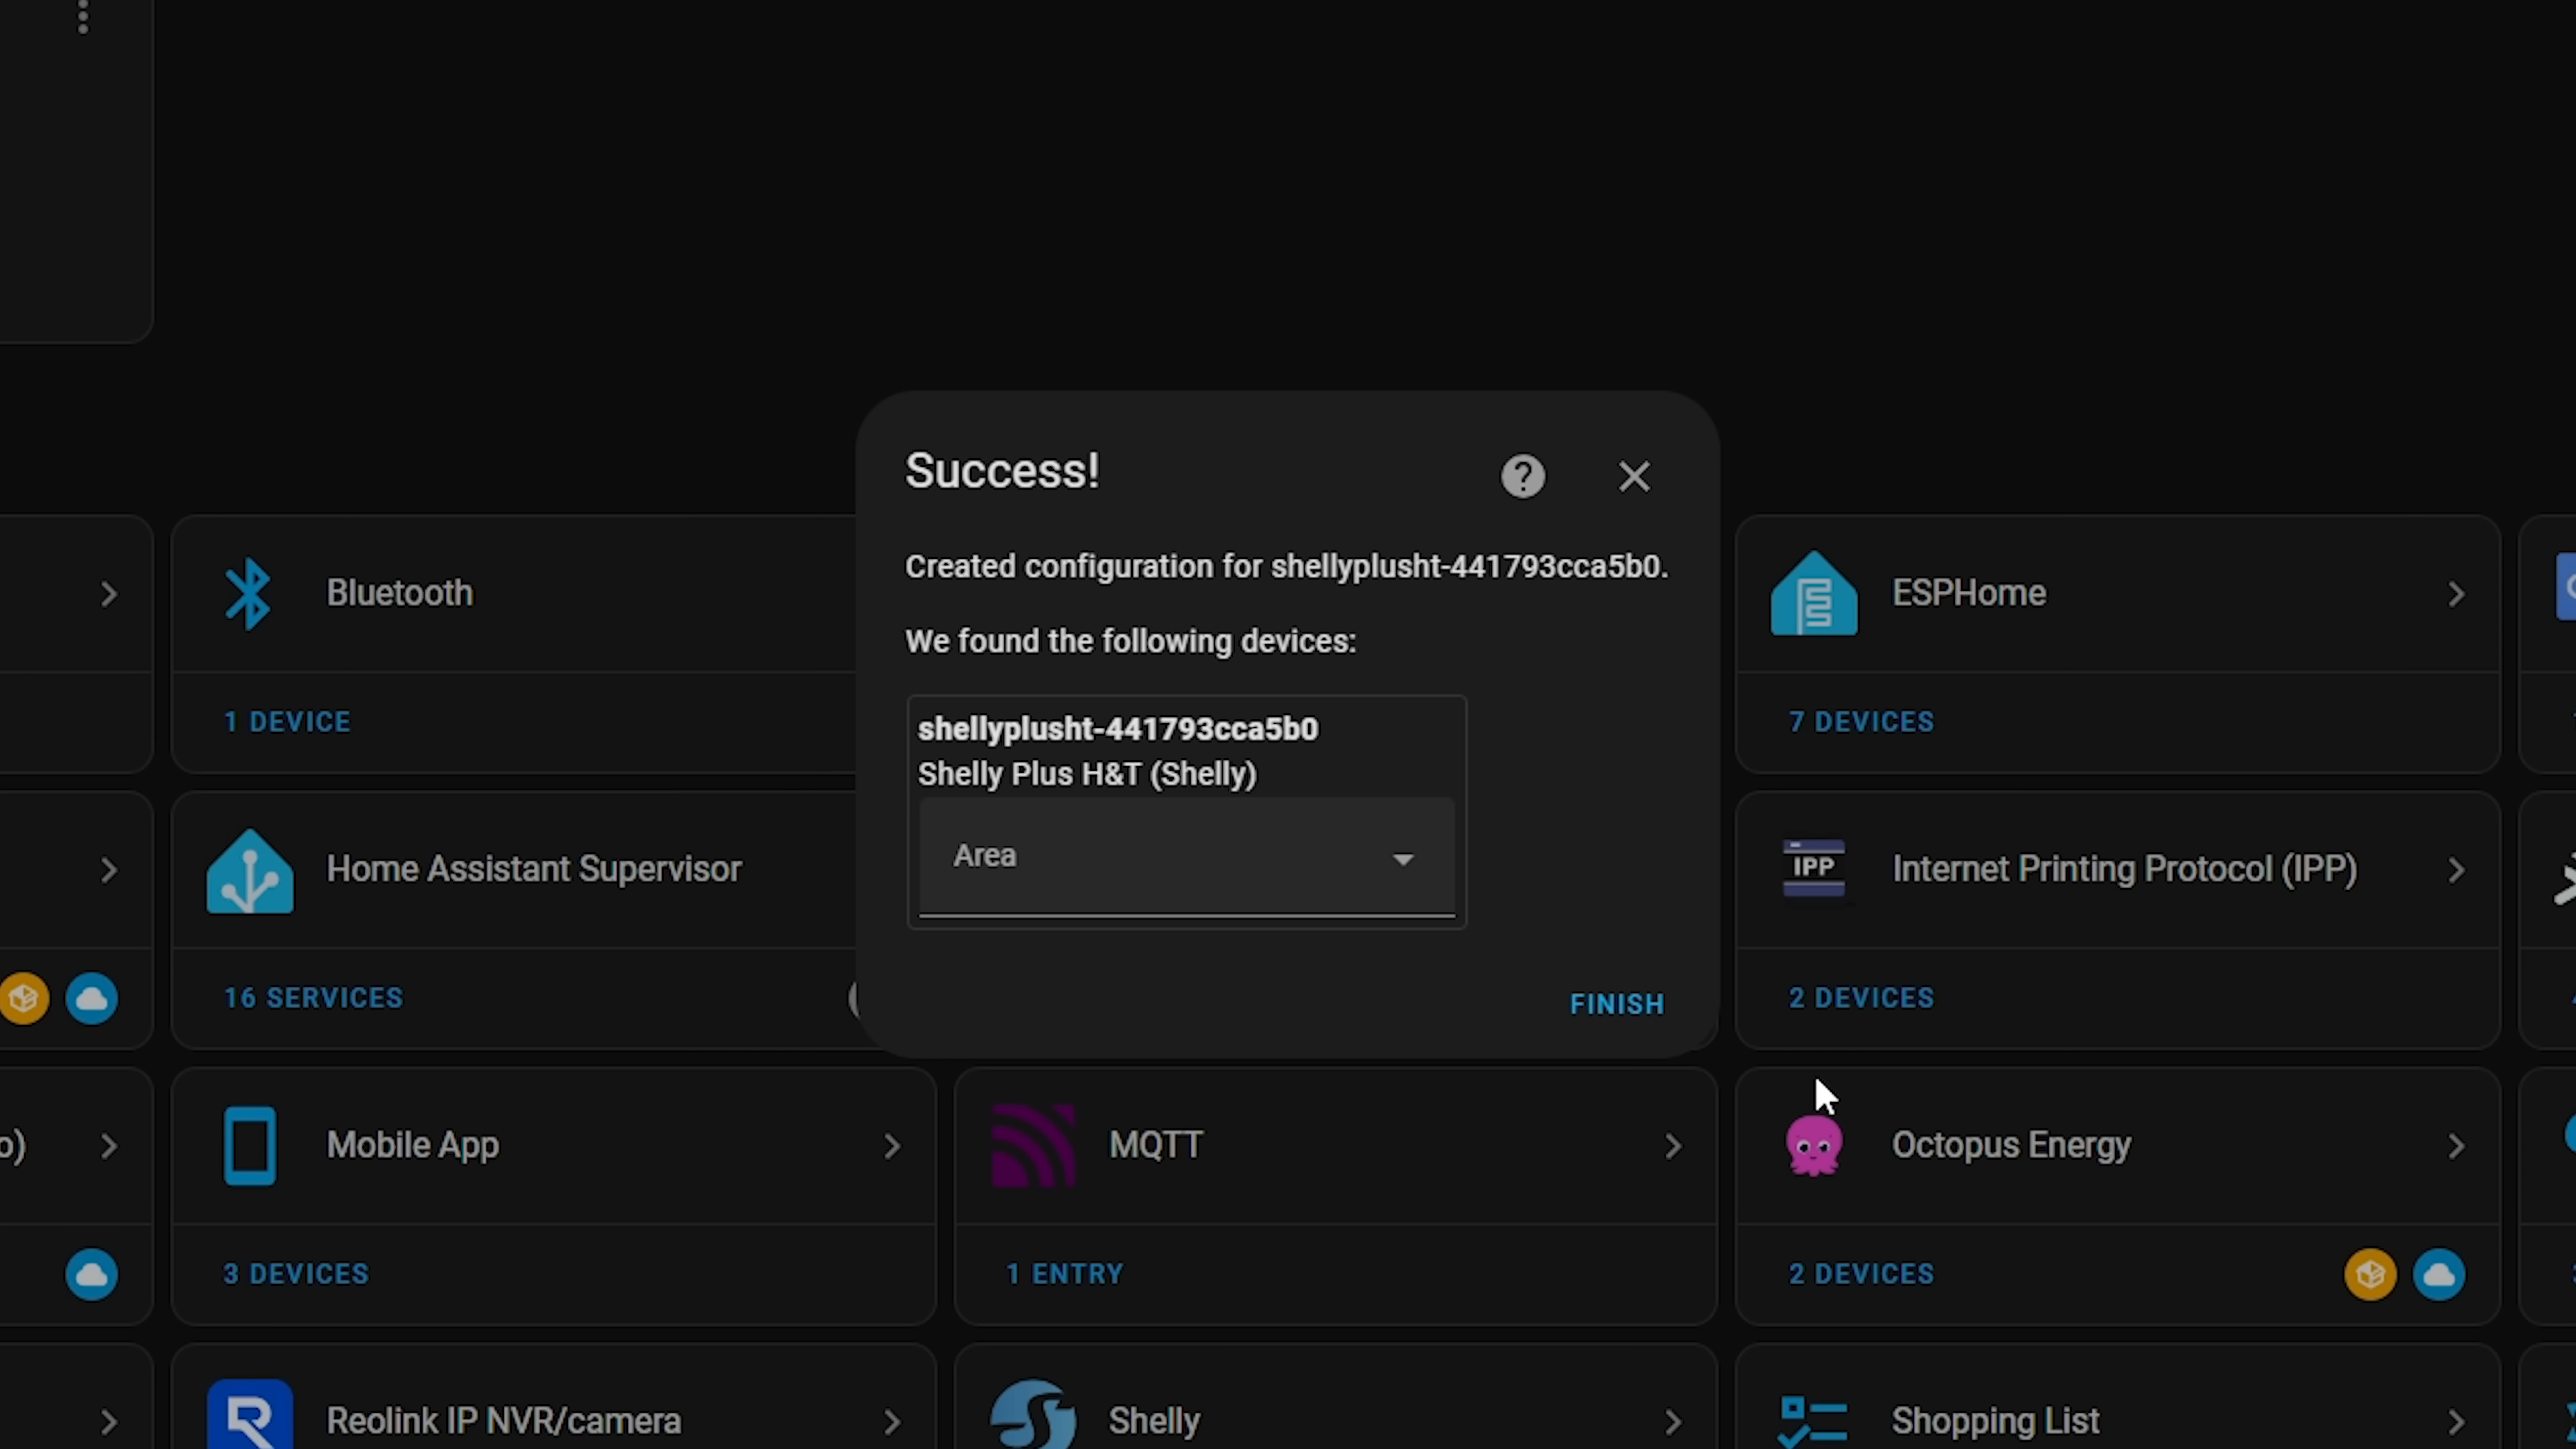 Success!
Created configuration for shellyplusht-441793cca5b0.
We found the following devices:
shellyplusht-441793cca5b0
Shelly Plus H&T (Shelly)
Area
FINISH
Bluetooth
1 DEVICE
ESPHome
7 DEVICES
Home Assistant Supervisor
16 SERVICES
IPP
Internet Printing Protocol (IPP)
2 DEVICES
o)
Mobile App
3 DEVICES
MQTT
1 ENTRY
Octopus Energy
2 DEVICES
Reolink IP NVR/camera
Shelly
Shopping List